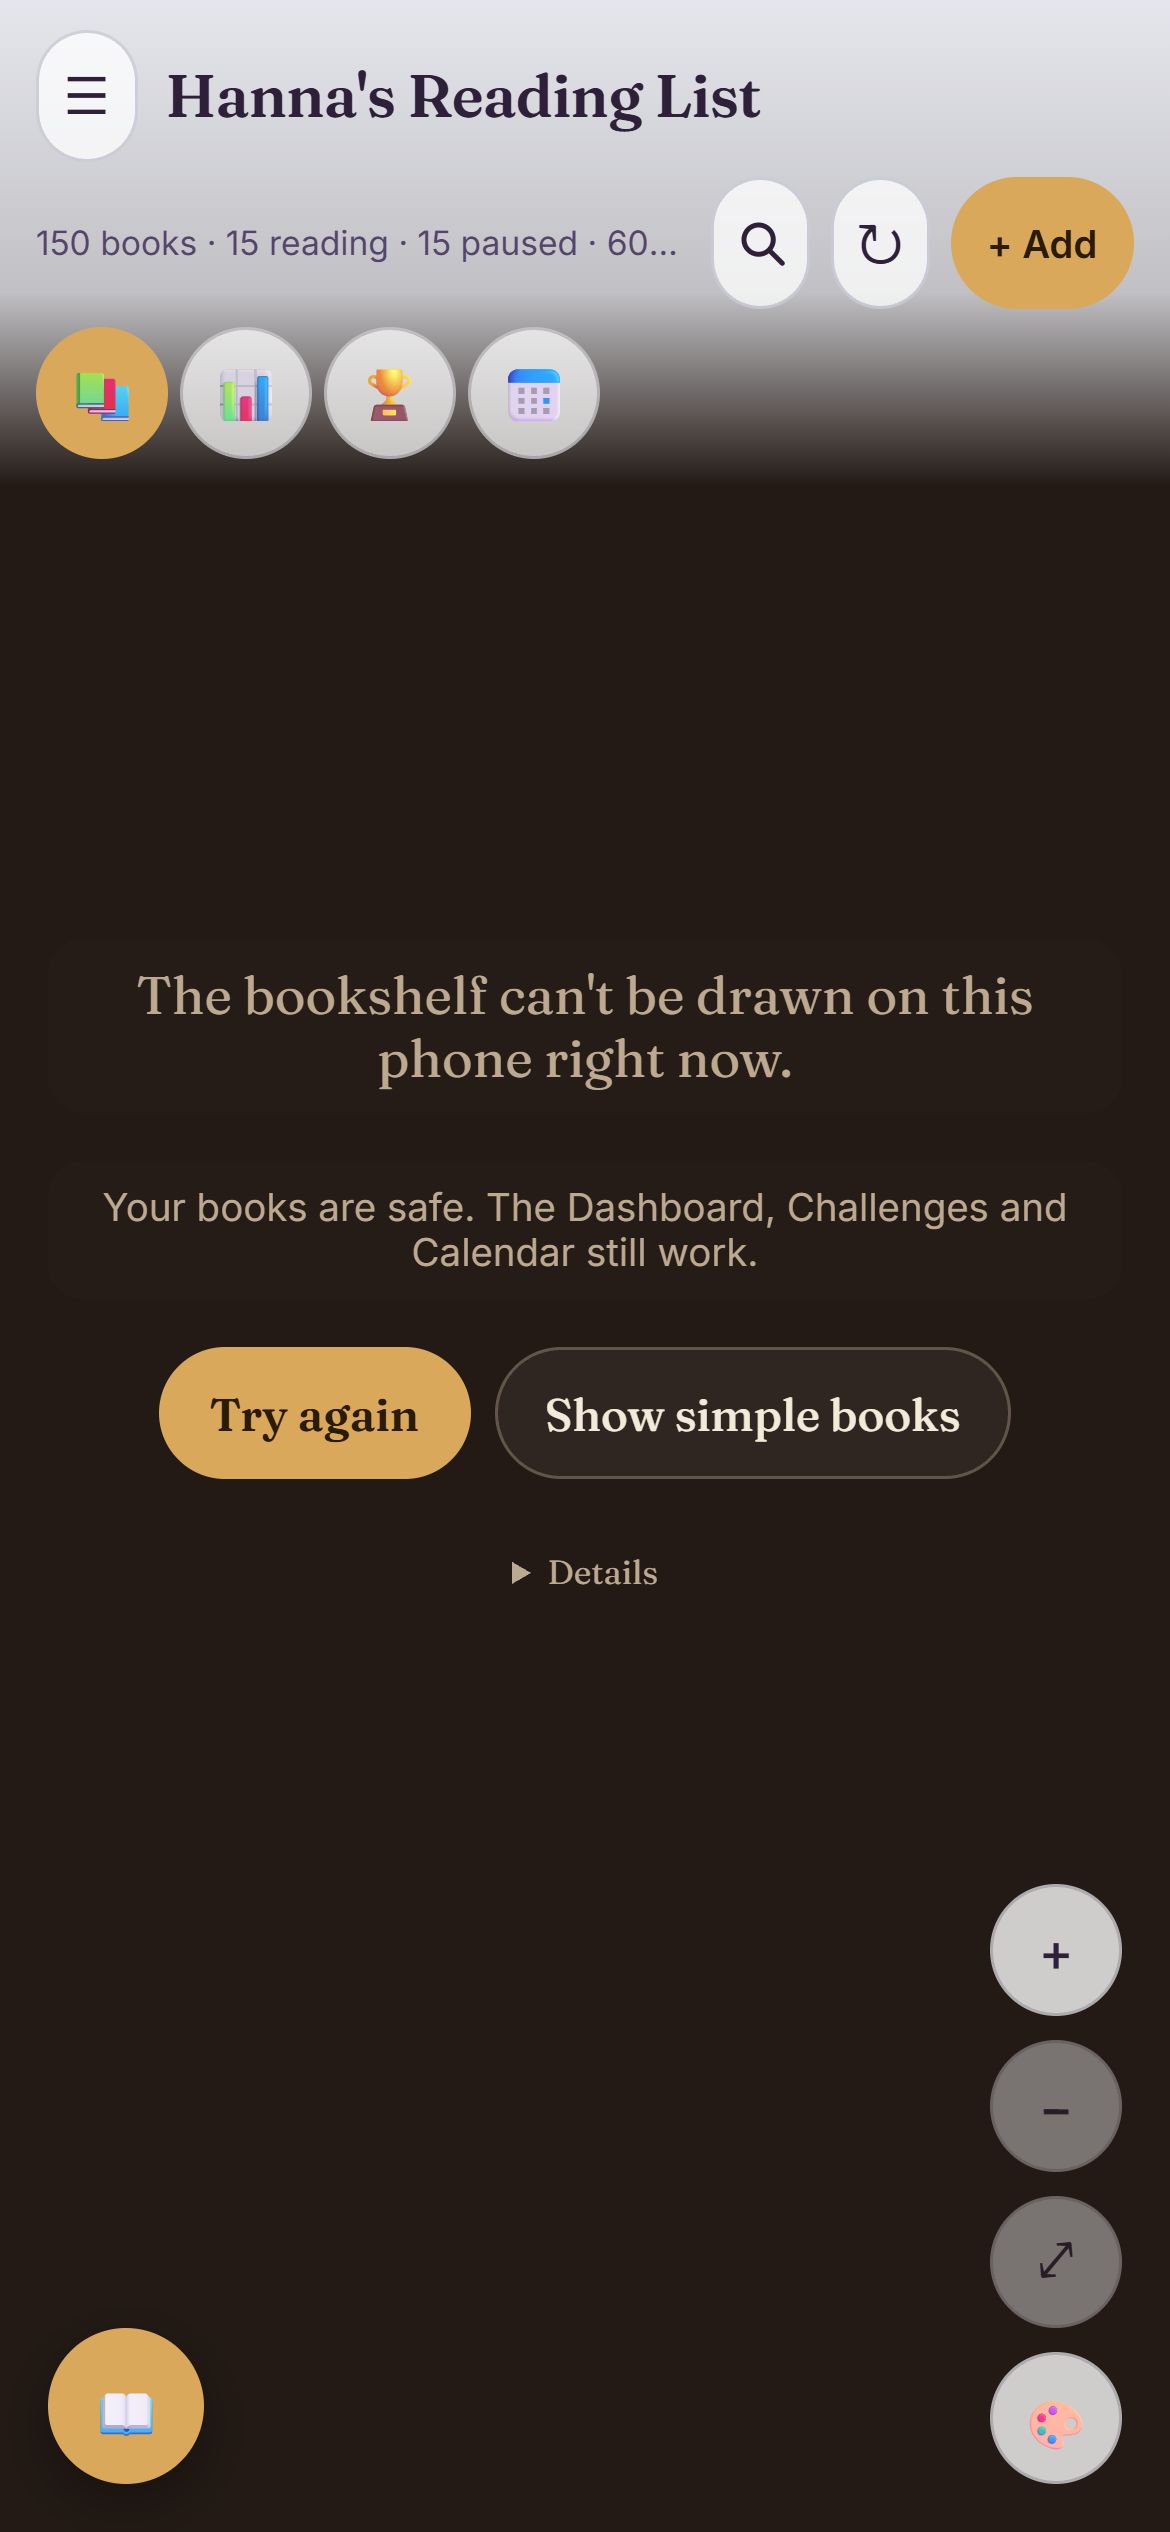 ☰ Hanna's Reading List
150 books · 15 reading · 15 paused · 60…
↻
+ Add
The bookshelf can't be drawn on this
phone right now.
Your books are safe. The Dashboard, Challenges and
Calendar still work.
Try again
Show simple books
▶ Details
+
−
⤢